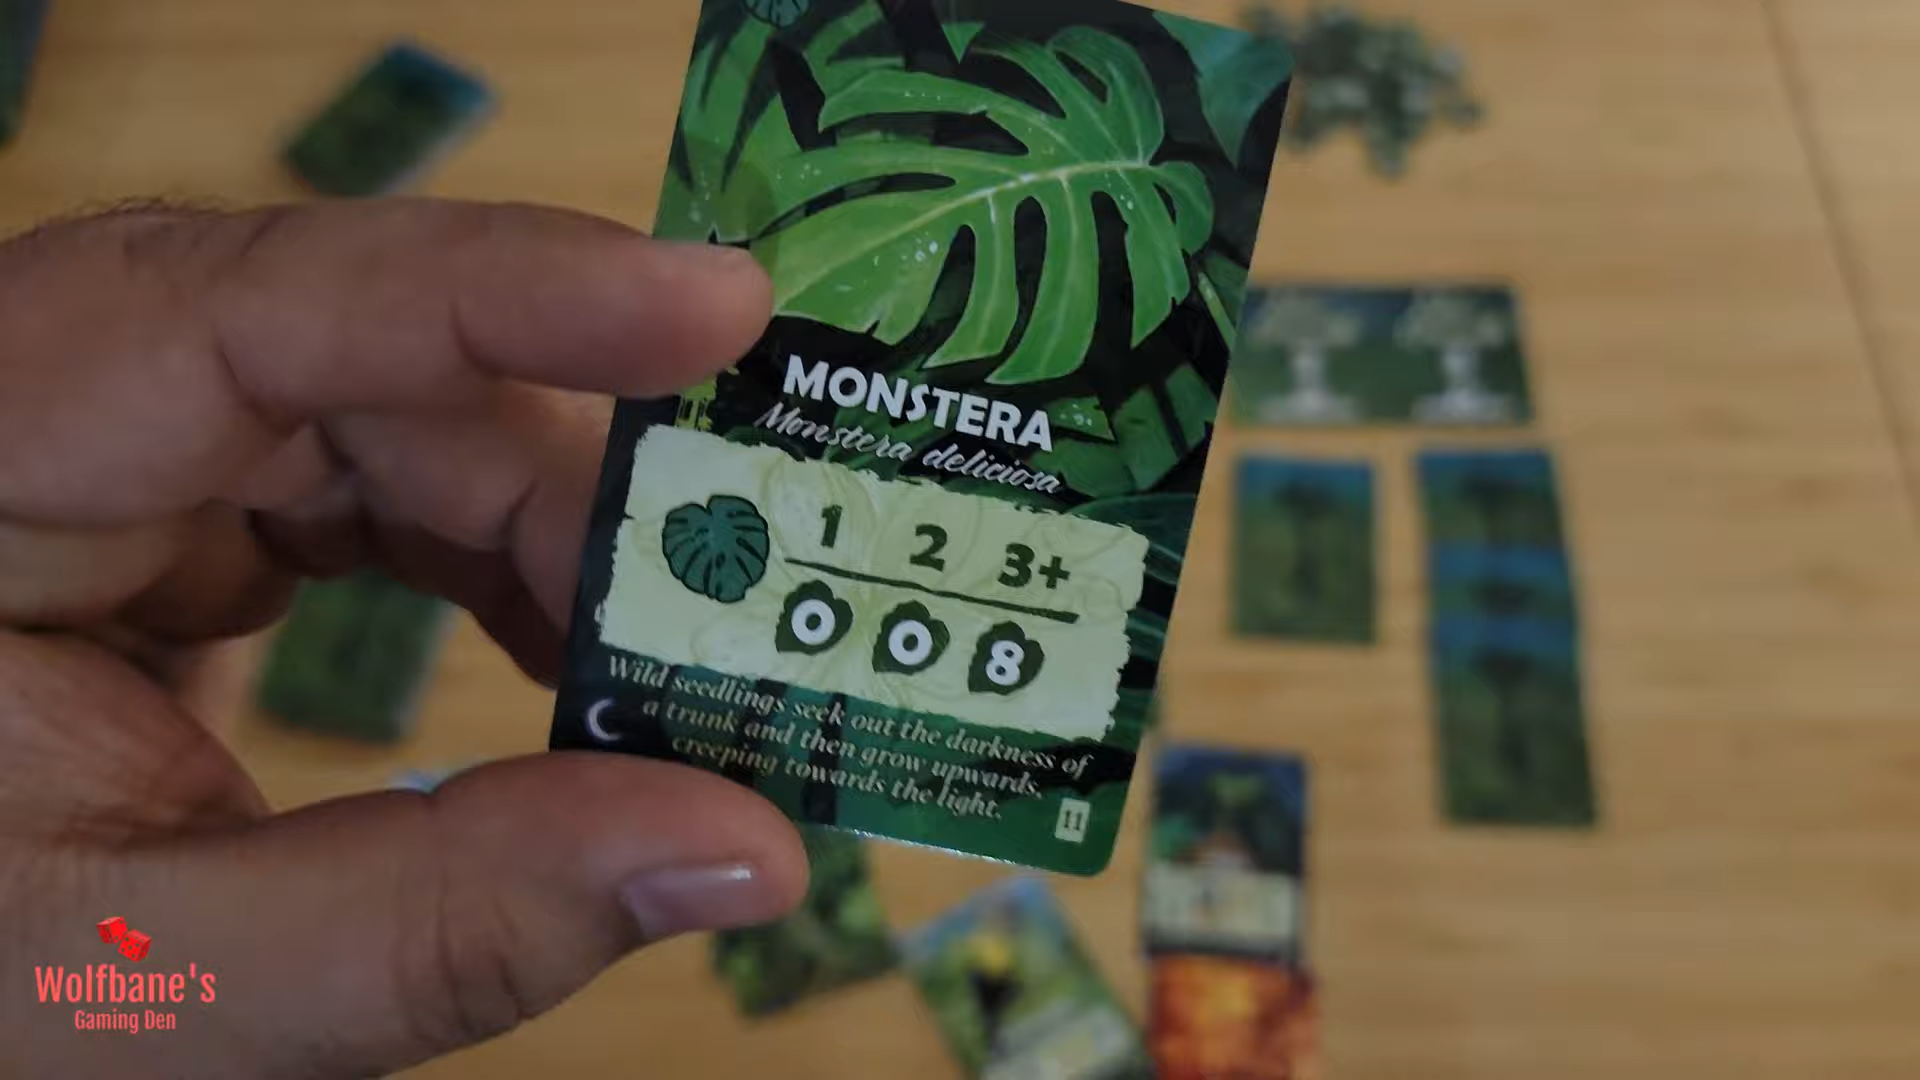 MONSTERA
Monstera deliciosa
1 2 3+
0 0 8
Wild seedlings seek out the darkness of
a trunk and then grow upwards,
creeping towards the light.
11
Wolfbane's
Gaming Den